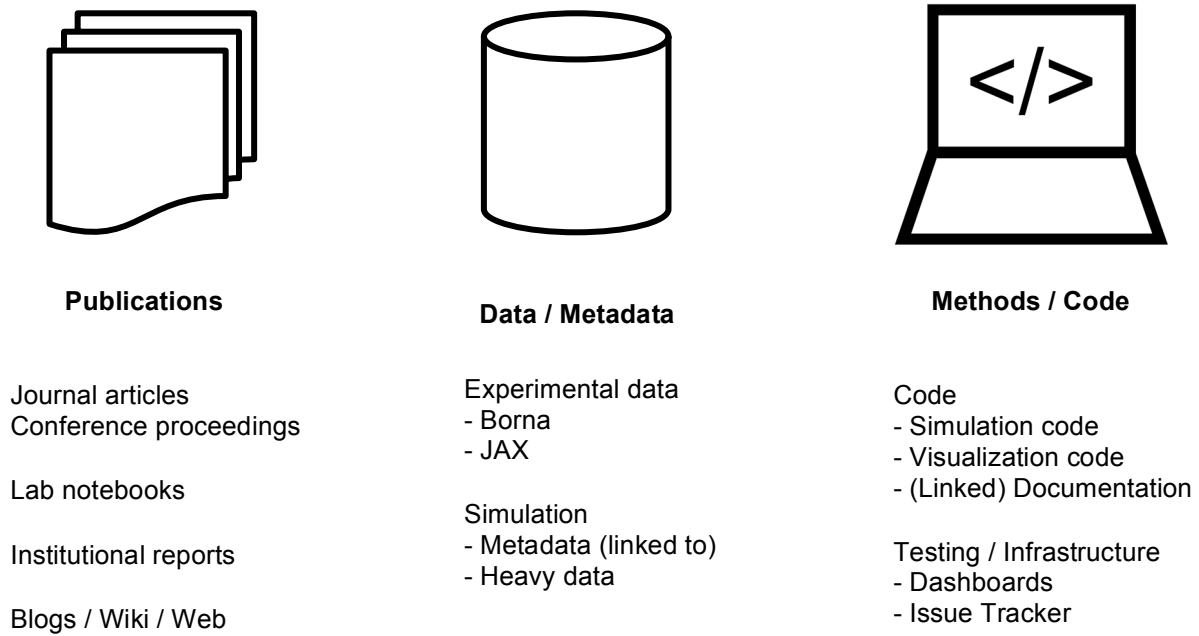 </>
Publications
Data / Metadata
Methods / Code
Journal articles
Conference proceedings
Lab notebooks
Institutional reports
Blogs / Wiki / Web
Experimental data
- Borna
- JAX
Simulation
- Metadata (linked to)
- Heavy data
Code
- Simulation code
- Visualization code
- (Linked) Documentation
Testing / Infrastructure
- Dashboards
- Issue Tracker